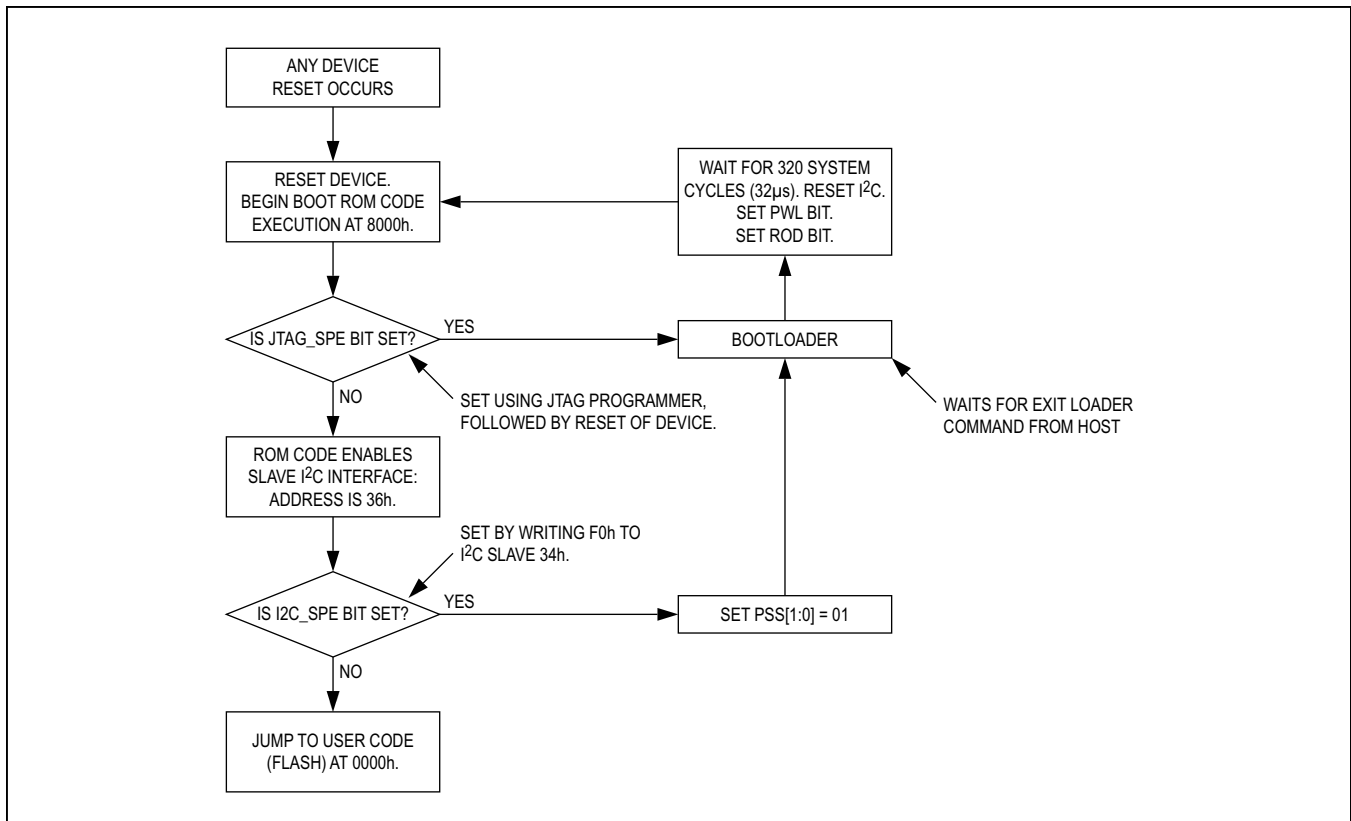 ANY DEVICE
RESET OCCURS
RESET DEVICE.
BEGIN BOOT ROM CODE
EXECUTION AT 8000h.
WAIT FOR 320 SYSTEM
CYCLES (32µs). RESET I²C.
SET PWL BIT.
SET ROD BIT.
IS JTAG_SPE BIT SET?
YES
BOOTLOADER
NO
SET USING JTAG PROGRAMMER,
FOLLOWED BY RESET OF DEVICE.
WAITS FOR EXIT LOADER
COMMAND FROM HOST
ROM CODE ENABLES
SLAVE I²C INTERFACE:
ADDRESS IS 36h.
SET BY WRITING F0h TO
I²C SLAVE 34h.
IS I2C_SPE BIT SET?
YES
SET PSS[1:0] = 01
NO
JUMP TO USER CODE
(FLASH) AT 0000h.